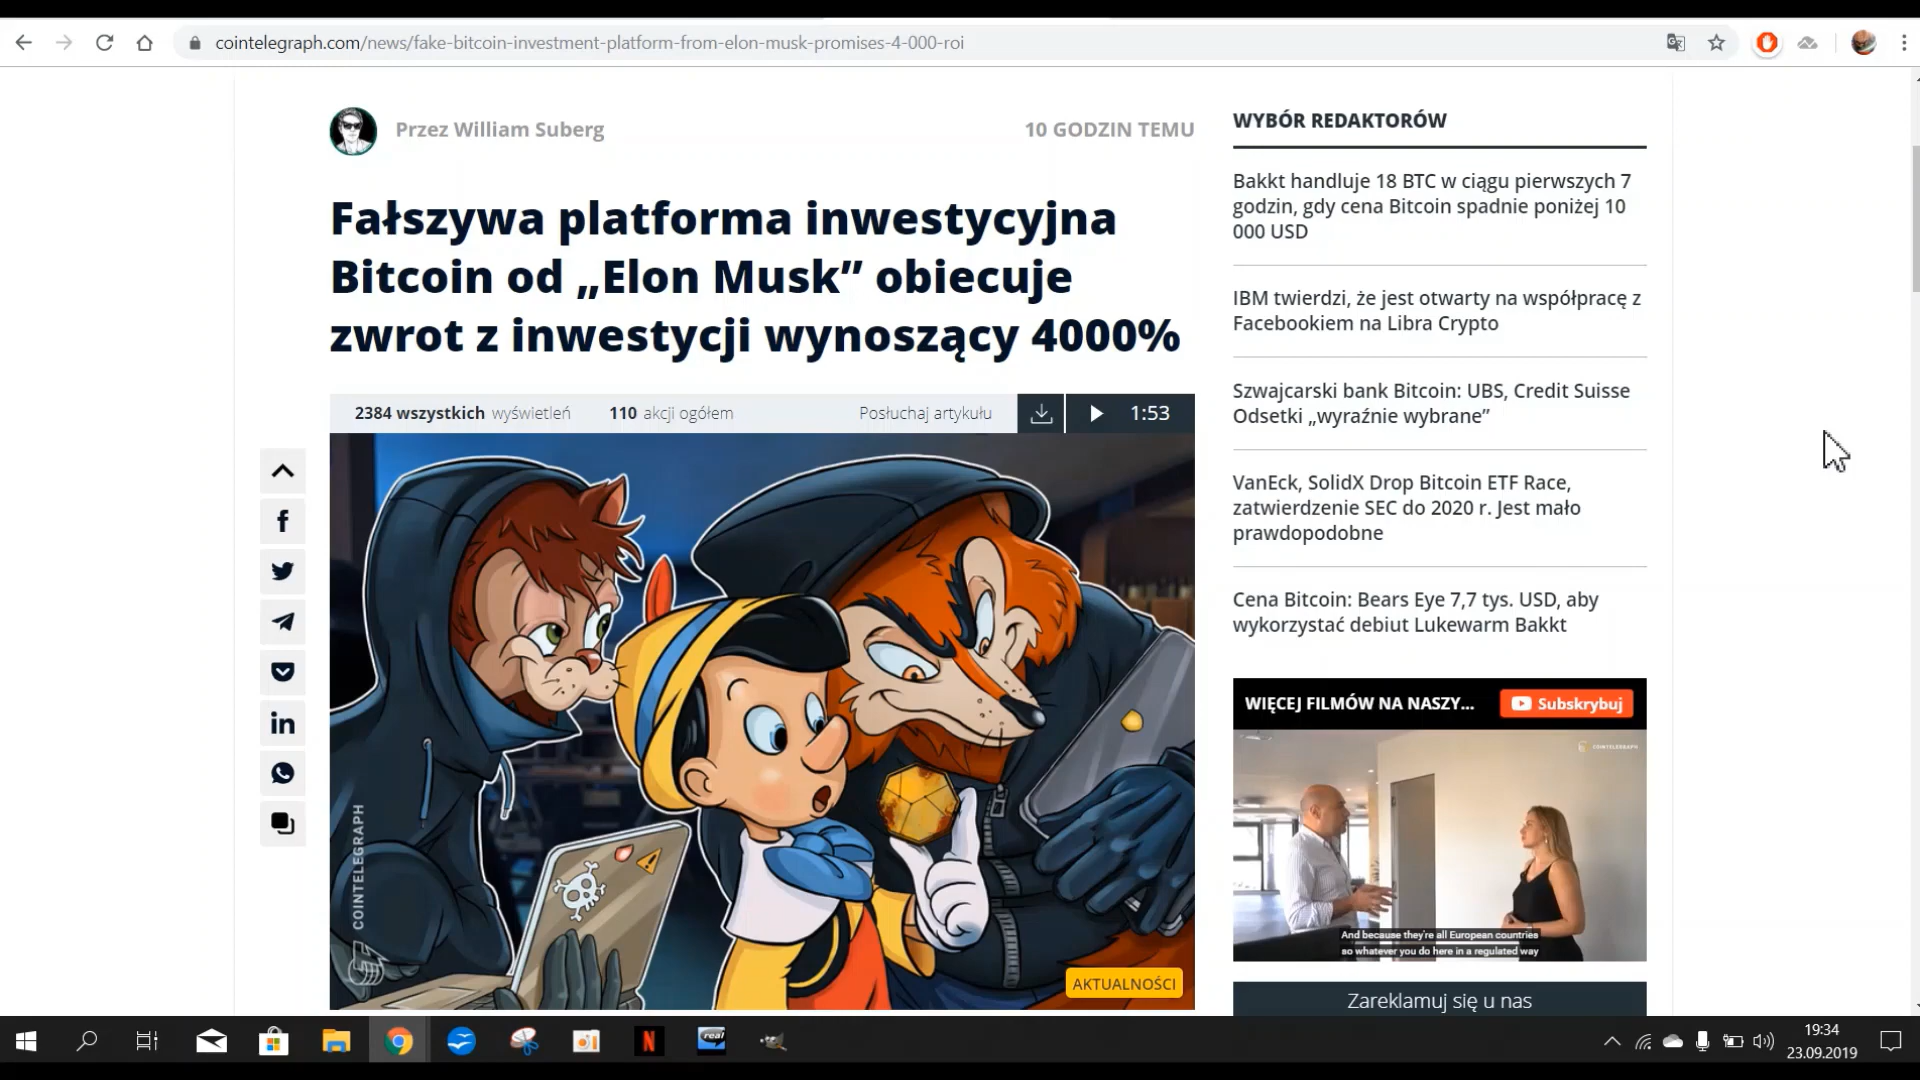 cointelegraph.com/news/fake-bitcoin-investment-platform-from-elon-musk-promises-4-000-roi
Przez William Suberg
10 GODZIN TEMU
Fałszywa platforma inwestycyjna
Bitcoin od „Elon Musk” obiecuje
zwrot z inwestycji wynoszący 4000%
2384 wszystkich wyświetleń
110 akcji ogółem
Posłuchaj artykułu
1:53
COINTELEGRAPH
AKTUALNOŚCI
WYBÓR REDAKTORÓW
Bakkt handluje 18 BTC w ciągu pierwszych 7
godzin, gdy cena Bitcoin spadnie poniżej 10
000 USD
IBM twierdzi, że jest otwarty na współpracę z
Facebookiem na Libra Crypto
Szwajcarski bank Bitcoin: UBS, Credit Suisse
Odsetki „wyraźnie wybrane”
VanEck, SolidX Drop Bitcoin ETF Race,
zatwierdzenie SEC do 2020 r. Jest mało
prawdopodobne
Cena Bitcoin: Bears Eye 7,7 tys. USD, aby
wykorzystać debiut Lukewarm Bakkt
WIĘCEJ FILMÓW NA NASZY...
Subskrybuj
COINTELEGRAPH
And because they're all European countries
so whatever you do here in a regulated way
Zareklamuj się u nas
real
19:34
23.09.2019